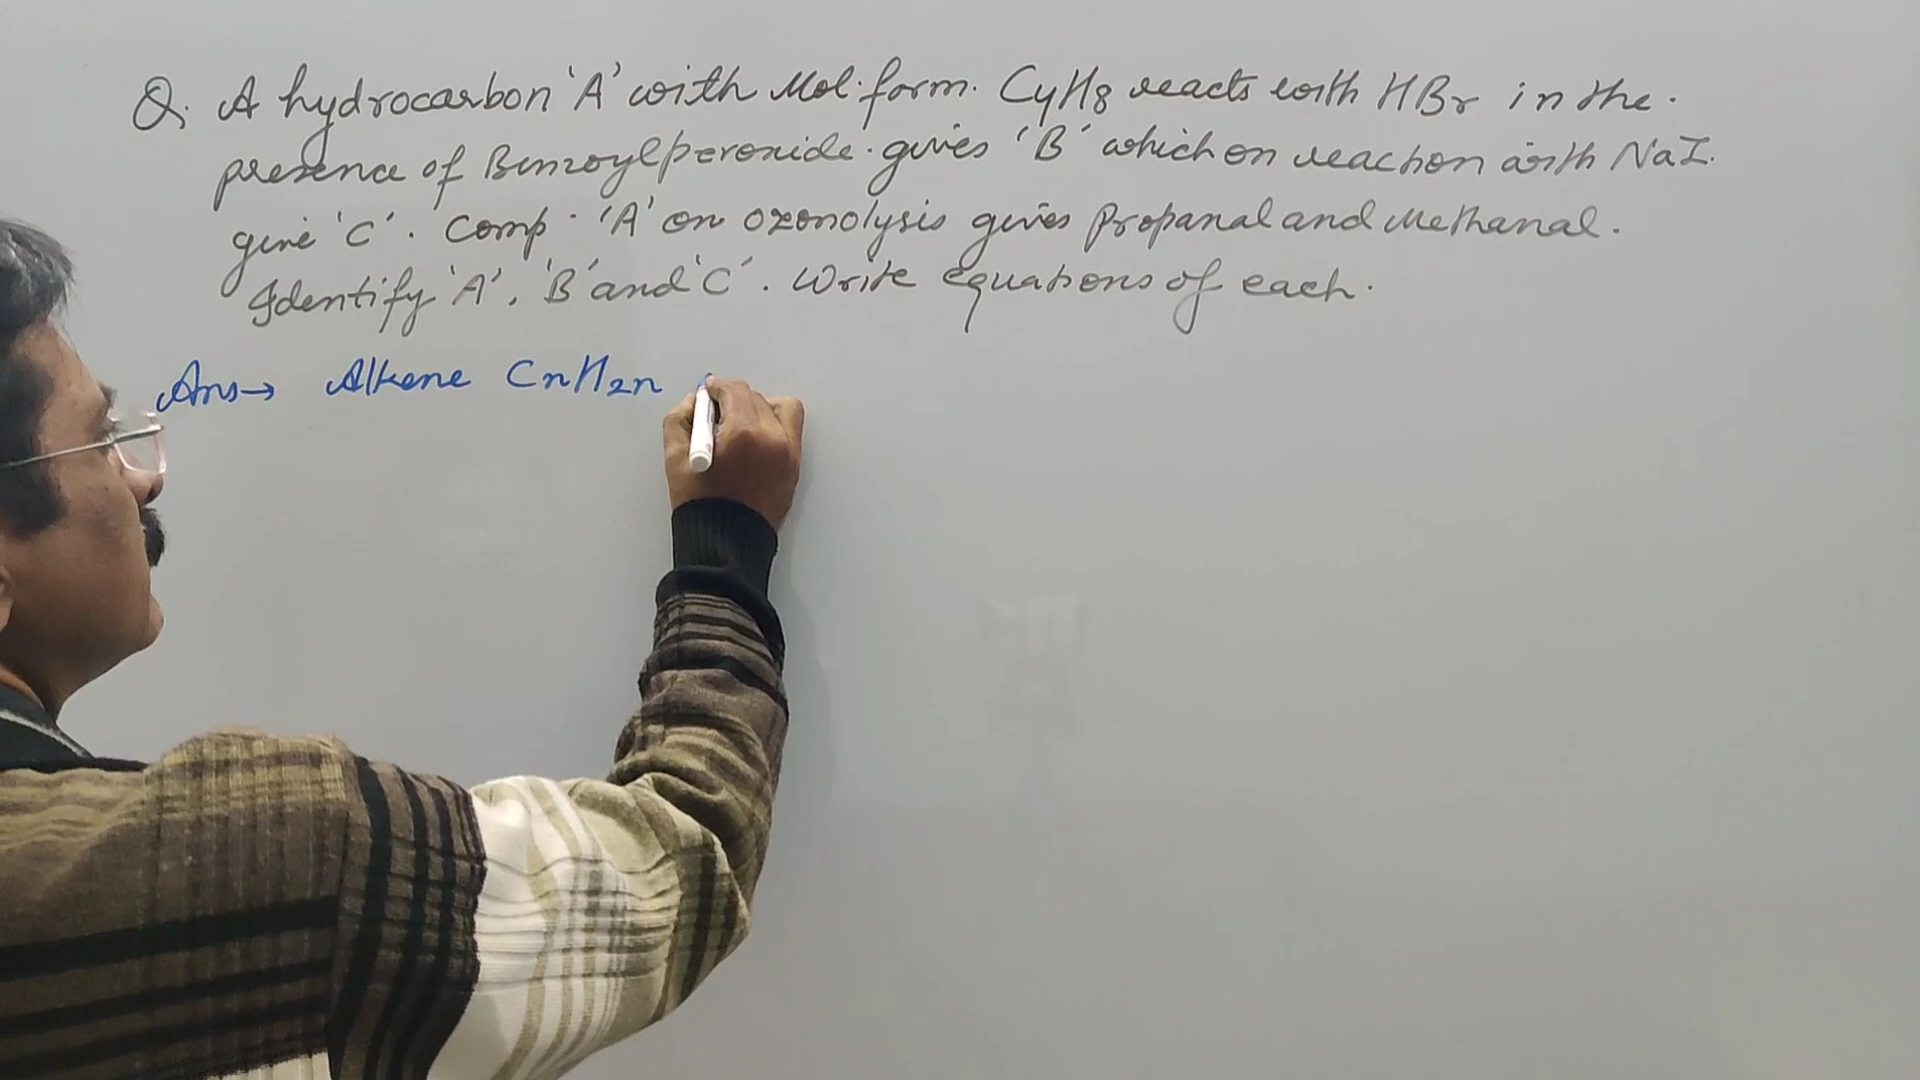 Q. A hydrocarbon 'A' with Mol. form. C4H8 reacts with HBr in the.
presence of Benzoylperoxide. gives 'B' which on reaction with NaI.
give 'C'. Comp. 'A' on ozonolysis gives Propanal and Methanal.
Identify 'A', 'B' and 'C'. Write equations of each.
Ans→ Alkene CnH2n